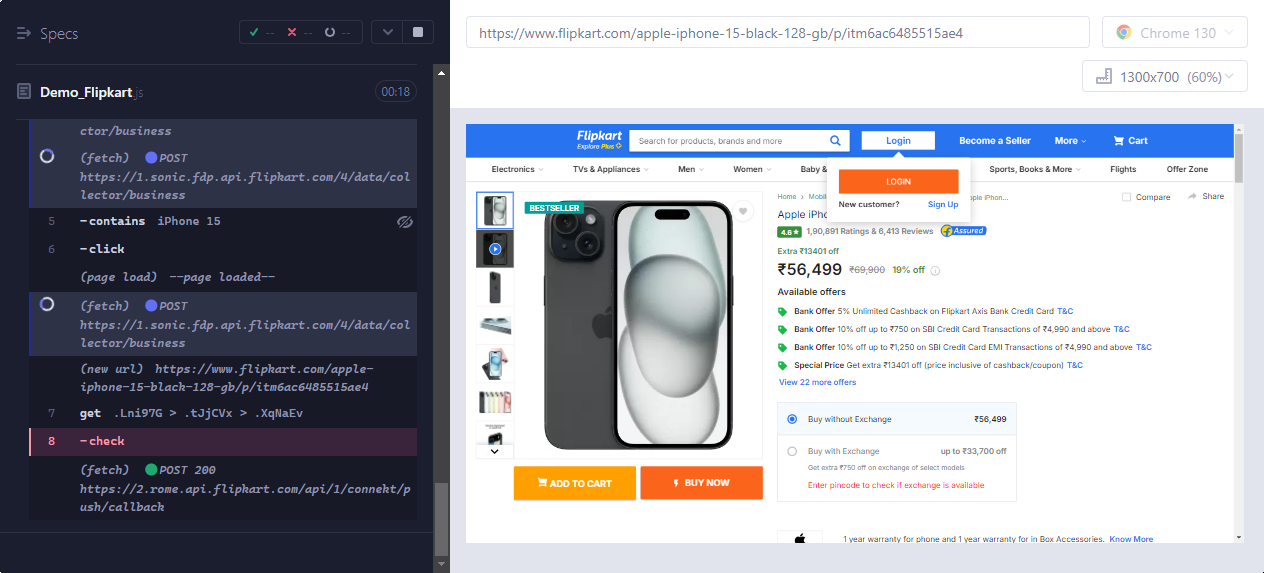 Specs
-- -- --
Demo_Flipkart.js
00:18
ctor/business
(fetch) POST
https://1.sonic.fdp.api.flipkart.com/4/data/col
lector/business
5 -contains iPhone 15
6 -click
(page load) --page loaded--
(fetch) POST
https://1.sonic.fdp.api.flipkart.com/4/data/col
lector/business
(new url) https://www.flipkart.com/apple-
iphone-15-black-128-gb/p/itm6ac6485515ae4
7 get .Lni97G > .tJjCVx > .XqNaEv
8 -check
(fetch) POST 200
https://2.rome.api.flipkart.com/api/1/connekt/p
ush/callback
https://www.flipkart.com/apple-iphone-15-black-128-gb/p/itm6ac6485515ae4
Chrome 130
1300x700 (60%)
Flipkart
Explore Plus
Search for products, brands and more
Login
Become a Seller
More
Cart
Electronics
TVs & Appliances
Men
Women
Baby &
Sports, Books & More
Flights
Offer Zone
LOGIN
New customer? Sign Up
BESTSELLER
Home > Mobil
pple iPhon...
Compare
Share
Apple iPho
4.6 ★ 1,90,891 Ratings & 6,413 Reviews Assured
Extra ₹13401 off
₹56,499 ₹69,900 19% off
Available offers
Bank Offer 5% Unlimited Cashback on Flipkart Axis Bank Credit Card T&C
Bank Offer 10% off up to ₹750 on SBI Credit Card Transactions of ₹4,990 and above T&C
Bank Offer 10% off up to ₹1,250 on SBI Credit Card EMI Transactions of ₹4,990 and above T&C
Special Price Get extra ₹13401 off (price inclusive of cashback/coupon) T&C
View 22 more offers
Buy without Exchange ₹56,499
Buy with Exchange up to ₹33,700 off
Get extra ₹750 on exchange of select models
Enter pincode to check if exchange is available
ADD TO CART
BUY NOW
1 year warranty for phone and 1 year warranty for in Box Accessories. Know More